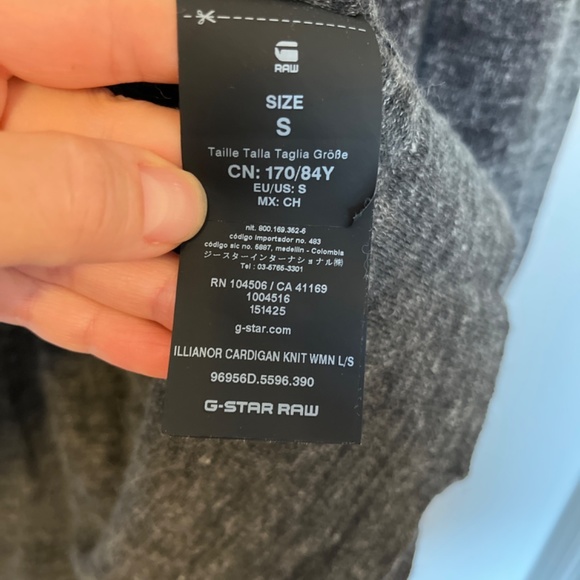 RAW
SIZE
S
Taille Talla Taglia Größe
CN: 170/84Y
EU/US: S
MX: CH
nit. 800.169.362-6
código importador no. 483
código sic no. 5887, medellin - Colombia
ジースターインターナショナル㈱
Tel : 03-5765-3301
RN 104506 / CA 41169
1004516
151425
g-star.com
ILLIANOR CARDIGAN KNIT WMN L/S
96956D.5596.390
G-STAR RAW